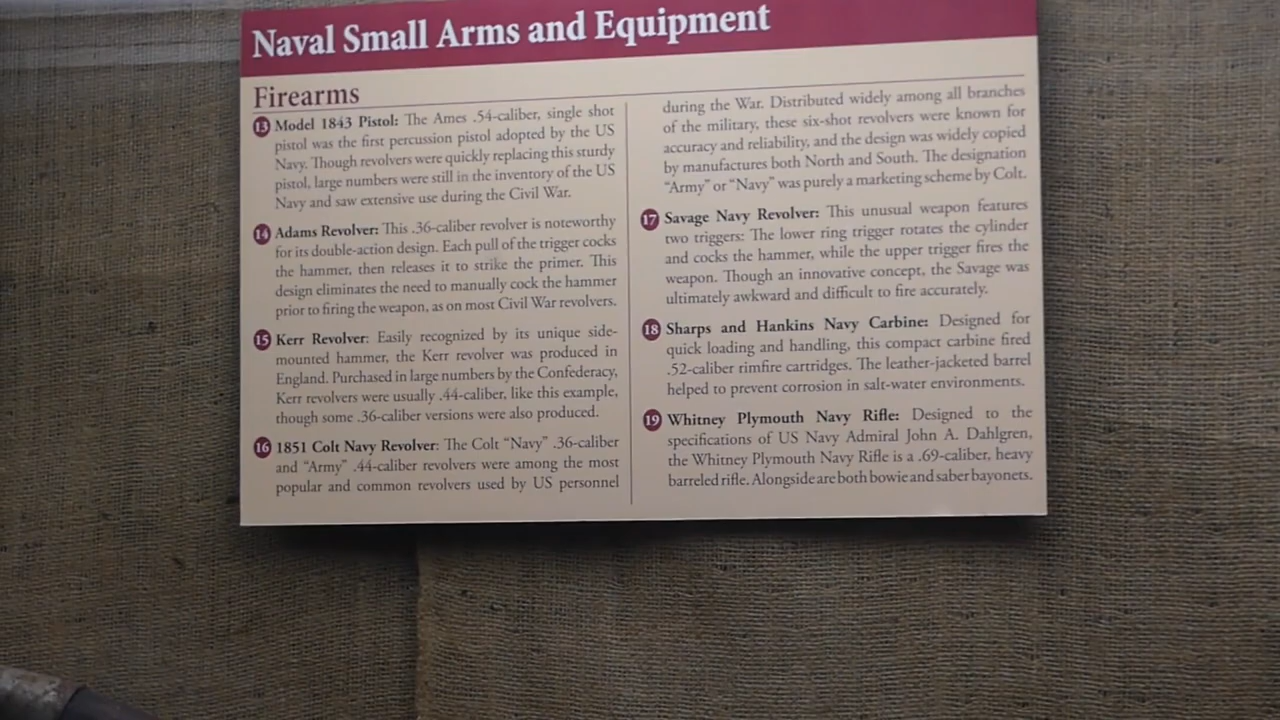 Naval Small Arms and Equipment
Firearms
13 Model 1843 Pistol: The Ames .54-caliber, single shot
pistol was the first percussion pistol adopted by the US
Navy. Though revolvers were quickly replacing this sturdy
pistol, large numbers were still in the inventory of the US
Navy and saw extensive use during the Civil War.
14 Adams Revolver: This .36-caliber revolver is noteworthy
for its double-action design. Each pull of the trigger cocks
the hammer, then releases it to strike the primer. This
design eliminates the need to manually cock the hammer
prior to firing the weapon, as on most Civil War revolvers.
15 Kerr Revolver: Easily recognized by its unique side-
mounted hammer, the Kerr revolver was produced in
England. Purchased in large numbers by the Confederacy,
Kerr revolvers were usually .44-caliber, like this example,
though some .36-caliber versions were also produced.
16 1851 Colt Navy Revolver: The Colt “Navy” .36-caliber
and “Army” .44-caliber revolvers were among the most
popular and common revolvers used by US personnel
during the War. Distributed widely among all branches
of the military, these six-shot revolvers were known for
accuracy and reliability, and the design was widely copied
by manufactures both North and South. The designation
“Army” or “Navy” was purely a marketing scheme by Colt.
17 Savage Navy Revolver: This unusual weapon features
two triggers: The lower ring trigger rotates the cylinder
and cocks the hammer, while the upper trigger fires the
weapon. Though an innovative concept, the Savage was
ultimately awkward and difficult to fire accurately.
18 Sharps and Hankins Navy Carbine: Designed for
quick loading and handling, this compact carbine fired
.52-caliber rimfire cartridges. The leather-jacketed barrel
helped to prevent corrosion in salt-water environments.
19 Whitney Plymouth Navy Rifle: Designed to the
specifications of US Navy Admiral John A. Dahlgren,
the Whitney Plymouth Navy Rifle is a .69-caliber, heavy
barreled rifle. Alongside are both bowie and saber bayonets.